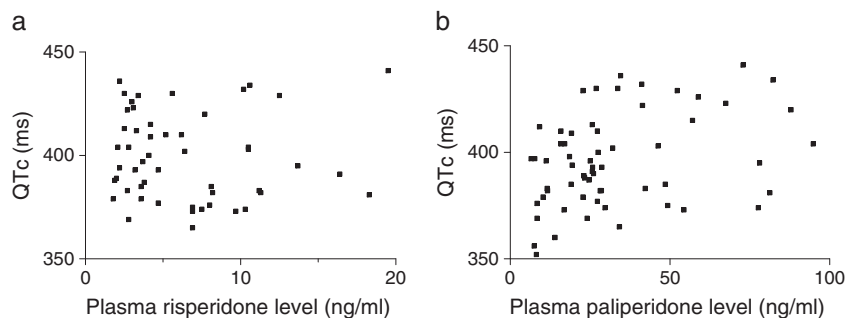 a
450
400
350
QTc (ms)
0
10
20
Plasma risperidone level (ng/ml)
b
450
400
350
QTc (ms)
0
50
100
Plasma paliperidone level (ng/ml)